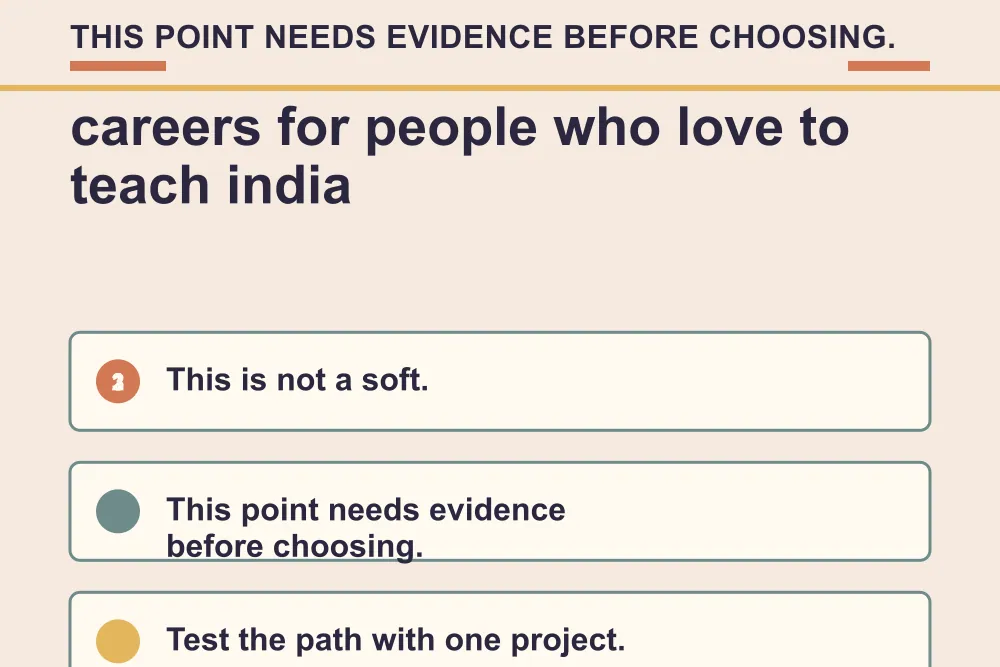 THIS POINT NEEDS EVIDENCE BEFORE CHOOSING.
careers for people who love to
teach india
This is not a soft.
This point needs evidence
before choosing.
Test the path with one project.